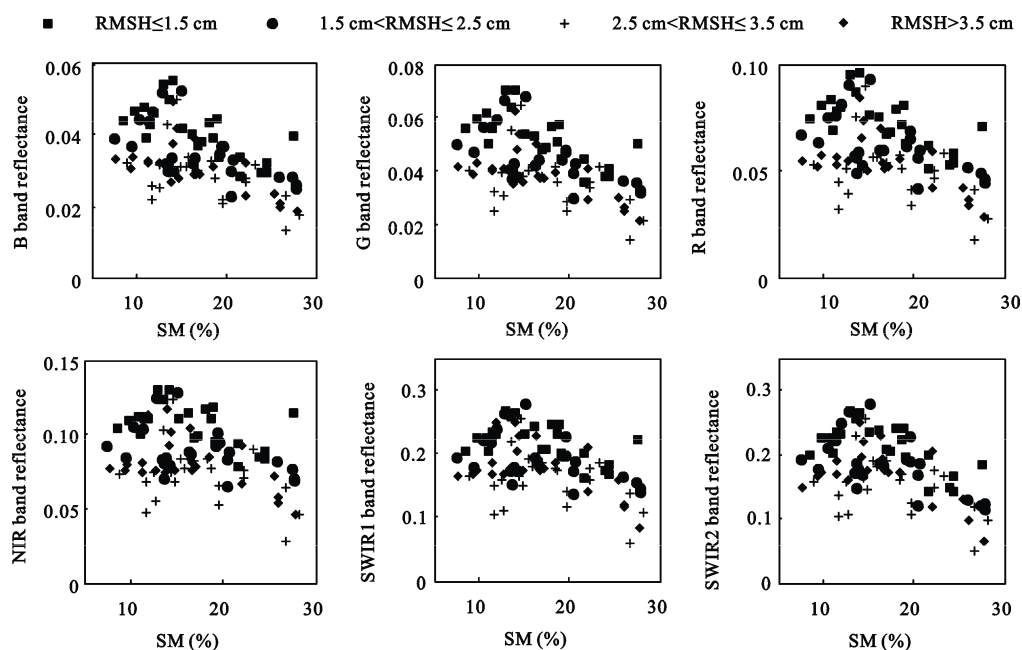 RMSH≤1.5 cm 1.5 cm<RMSH≤2.5 cm 2.5 cm<RMSH≤3.5 cm RMSH>3.5 cm
B band reflectance
0.06
0.04
0.02
0
10 20 30
SM (%)
G band reflectance
0.08
0.06
0.04
0.02
0
10 20 30
SM (%)
R band reflectance
0.10
0.05
0
10 20 30
SM (%)
NIR band reflectance
0.15
0.10
0.05
0
10 20 30
SM (%)
SWIR1 band reflectance
0.3
0.2
0.1
0
10 20 30
SM (%)
SWIR2 band reflectance
0.3
0.2
0.1
0
10 20 30
SM (%)